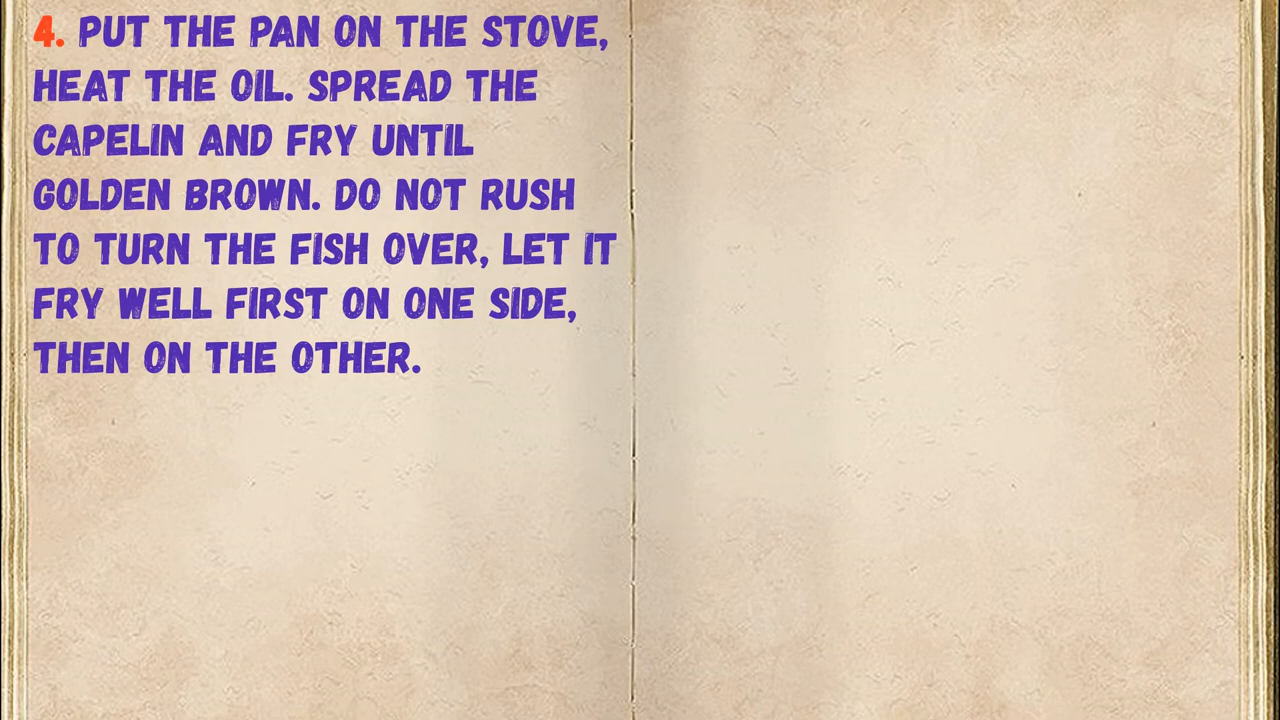 4. PUT THE PAN ON THE STOVE,
HEAT THE OIL. SPREAD THE
CAPELIN AND FRY UNTIL
GOLDEN BROWN. DO NOT RUSH
TO TURN THE FISH OVER, LET IT
FRY WELL FIRST ON ONE SIDE,
THEN ON THE OTHER.